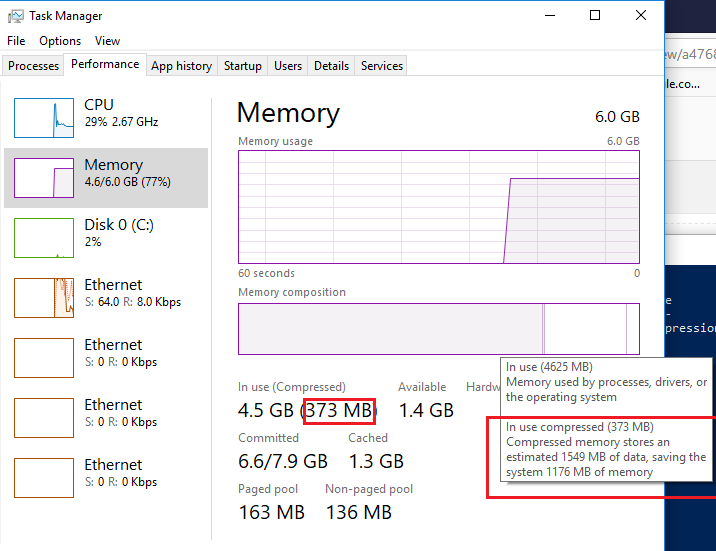 Task Manager
File Options View
Processes Performance App history Startup Users Details Services
CPU
29% 2.67 GHz
Memory
4.6/6.0 GB (77%)
Disk 0 (C:)
2%
Ethernet
S: 64.0 R: 8.0 Kbps
Ethernet
S: 0 R: 0 Kbps
Ethernet
S: 0 R: 0 Kbps
Ethernet
S: 0 R: 0 Kbps
Memory 6.0 GB
Memory usage 6.0 GB
60 seconds 0
Memory composition
In use (Compressed) Available
4.5 GB (373 MB) 1.4 GB
Committed Cached
6.6/7.9 GB 1.3 GB
Paged pool Non-paged pool
163 MB 136 MB
In use (4625 MB)
Memory used by processes, drivers, or
the operating system
In use compressed (373 MB)
Compressed memory stores an
estimated 1549 MB of data, saving the
system 1176 MB of memory
ew/a4768
le.co...
e
-
pression